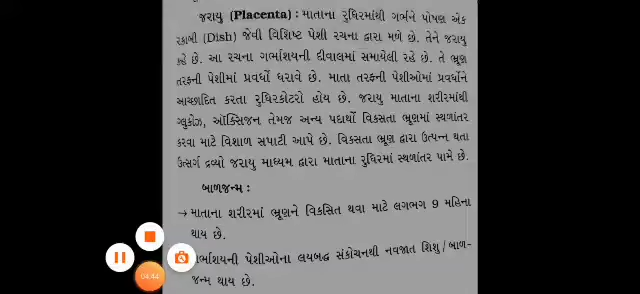 જરાયુ (Placenta) : માતાના રુધિરમાંથી ગર્ભને પોષણ એક
રકાબી (Dish) જેવી વિશિષ્ટ પેશી રચના દ્વારા મળે છે. તેને જરાયુ
કહે છે. આ રચના ગર્ભાશયની દીવાલમાં સમાયેલી રહે છે. તે ભ્રૂણ
તરફની પેશીમાં પ્રવર્ધો ધરાવે છે. માતા તરફની પેશીઓમાં પ્રવર્ધોને
આચ્છાદિત કરતા રુધિરકોટરો હોય છે. જરાયુ માતાના શરીરમાંથી
ગ્લુકોઝ, ઑક્સિજન તેમજ અન્ય પદાર્થો વિકસતા ભ્રૂણમાં સ્થળાંતર
કરવા માટે વિશાળ સપાટી આપે છે. વિકસતા ભ્રૂણ દ્વારા ઉત્પન્ન થતા
ઉત્સર્ગ દ્રવ્યો જરાયુ માધ્યમ દ્વારા માતાના રુધિરમાં સ્થળાંતર પામે છે.
બાળજન્મ :
→ માતાના શરીરમાં ભ્રૂણને વિકસિત થવા માટે લગભગ 9 મહિના
થાય છે.
ગર્ભાશયની પેશીઓના લયબદ્ધ સંકોચનથી નવજાત શિશુ / બાળ-
જન્મ થાય છે.
04:44